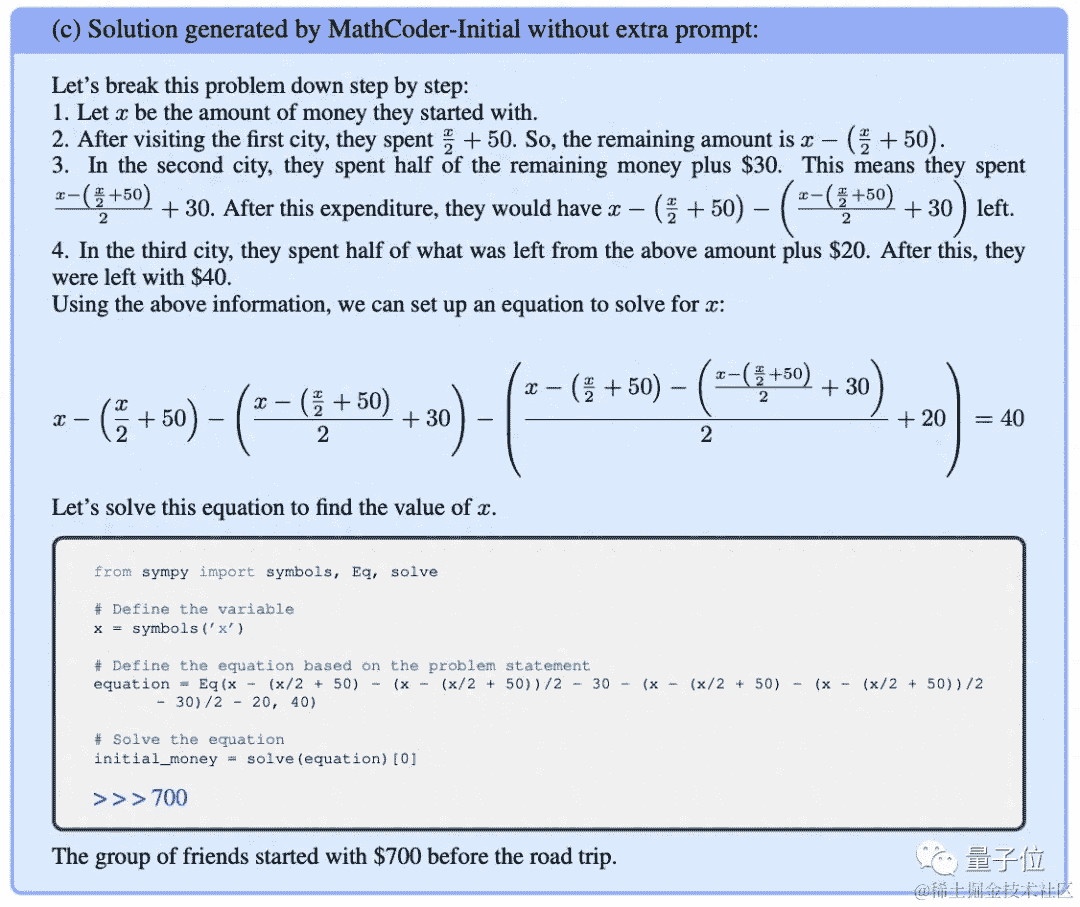 (c) Solution generated by MathCoder-Initial without extra prompt:
Let's break this problem down step by step:
1. Let x be the amount of money they started with.
2. After visiting the first city, they spent x/2 + 50. So, the remaining amount is x − (x/2 + 50).
3. In the second city, they spent half of the remaining money plus $30. This means they spent
(x−(x/2+50))/2 + 30. After this expenditure, they would have x − (x/2 + 50) − ((x−(x/2+50))/2 + 30) left.
4. In the third city, they spent half of what was left from the above amount plus $20. After this, they
were left with $40.
Using the above information, we can set up an equation to solve for x:
x − (x/2 + 50) − ((x − (x/2 + 50))/2 + 30) − ((x − (x/2 + 50) − ((x−(x/2+50))/2 + 30))/2 + 20) = 40
Let's solve this equation to find the value of x.
from sympy import symbols, Eq, solve
# Define the variable
x = symbols('x')
# Define the equation based on the problem statement
equation = Eq(x - (x/2 + 50) - (x - (x/2 + 50))/2 - 30 - (x - (x/2 + 50) - (x - (x/2 + 50))/2
- 30)/2 - 20, 40)
# Solve the equation
initial_money = solve(equation)[0]
>>>700
The group of friends started with $700 before the road trip.
量子位
@稀土掘金技术社区